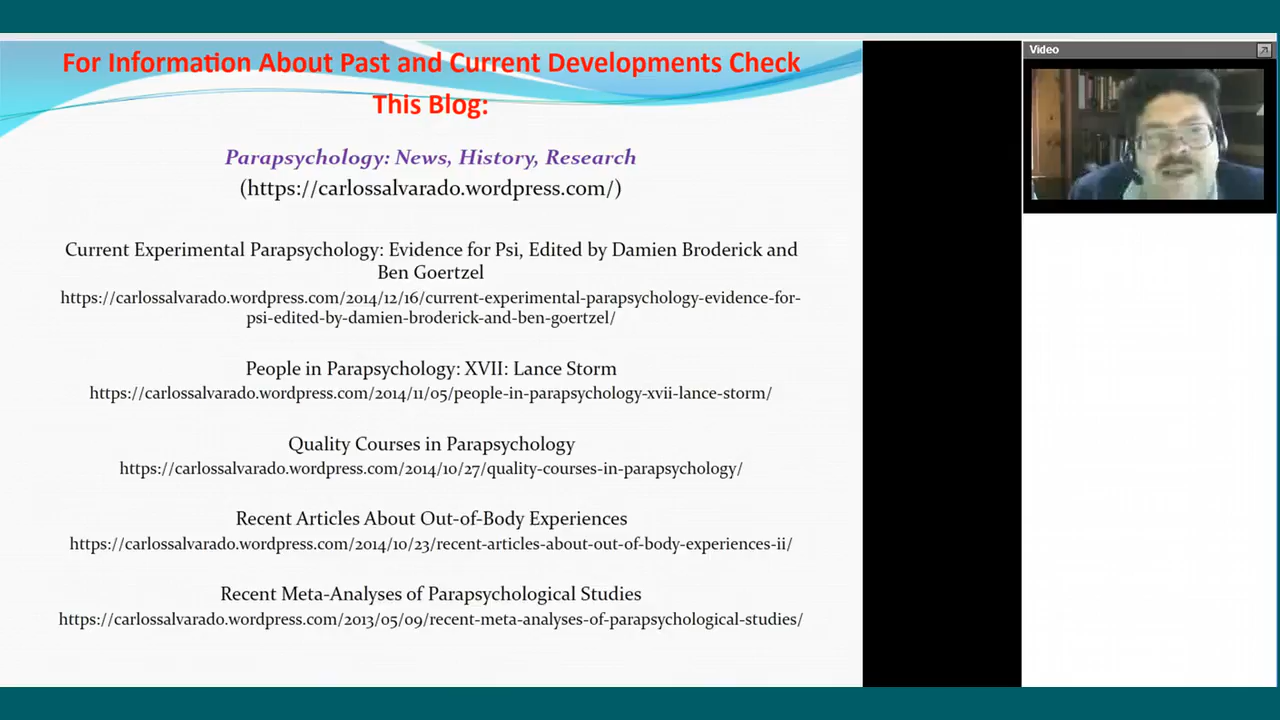 For Information About Past and Current Developments Check
This Blog:
Parapsychology: News, History, Research
(https://carlossalvarado.wordpress.com/)
Current Experimental Parapsychology: Evidence for Psi, Edited by Damien Broderick and
Ben Goertzel
https://carlossalvarado.wordpress.com/2014/12/16/current-experimental-parapsychology-evidence-for-
psi-edited-by-damien-broderick-and-ben-goertzel/
People in Parapsychology: XVII: Lance Storm
https://carlossalvarado.wordpress.com/2014/11/05/people-in-parapsychology-xvii-lance-storm/
Quality Courses in Parapsychology
https://carlossalvarado.wordpress.com/2014/10/27/quality-courses-in-parapsychology/
Recent Articles About Out-of-Body Experiences
https://carlossalvarado.wordpress.com/2014/10/23/recent-articles-about-out-of-body-experiences-ii/
Recent Meta-Analyses of Parapsychological Studies
https://carlossalvarado.wordpress.com/2013/05/09/recent-meta-analyses-of-parapsychological-studies/
Video